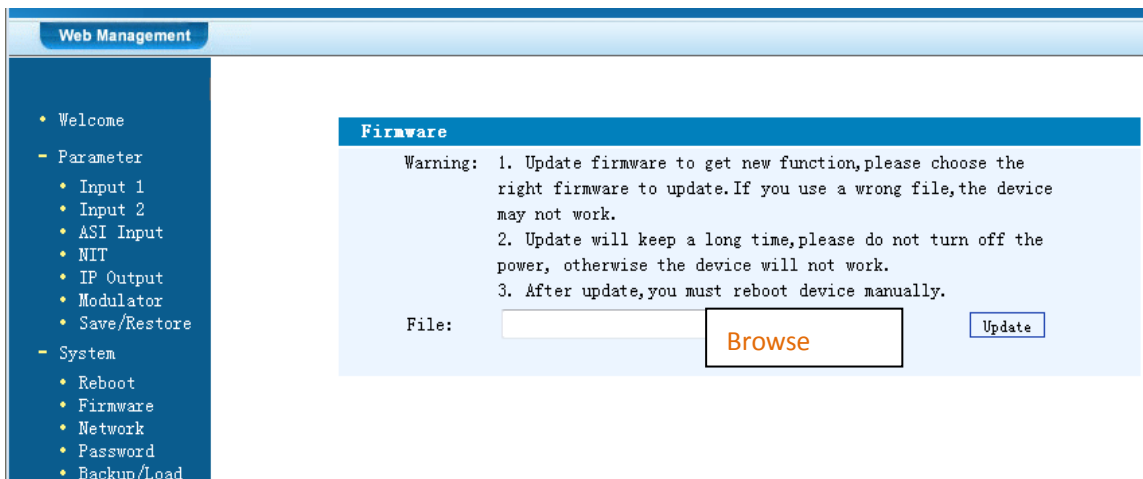 Web Management
Welcome
Parameter
Input 1
Input 2
ASI Input
NIT
IP Output
Modulator
Save/Restore
System
Reboot
Firmware
Network
Password
Backup/Load
Firmware
Warning: 1. Update firmware to get new function,please choose the
right firmware to update.If you use a wrong file,the device
may not work.
2. Update will keep a long time,please do not turn off the
power, otherwise the device will not work.
3. After update,you must reboot device manually.
File:
Browse
Update